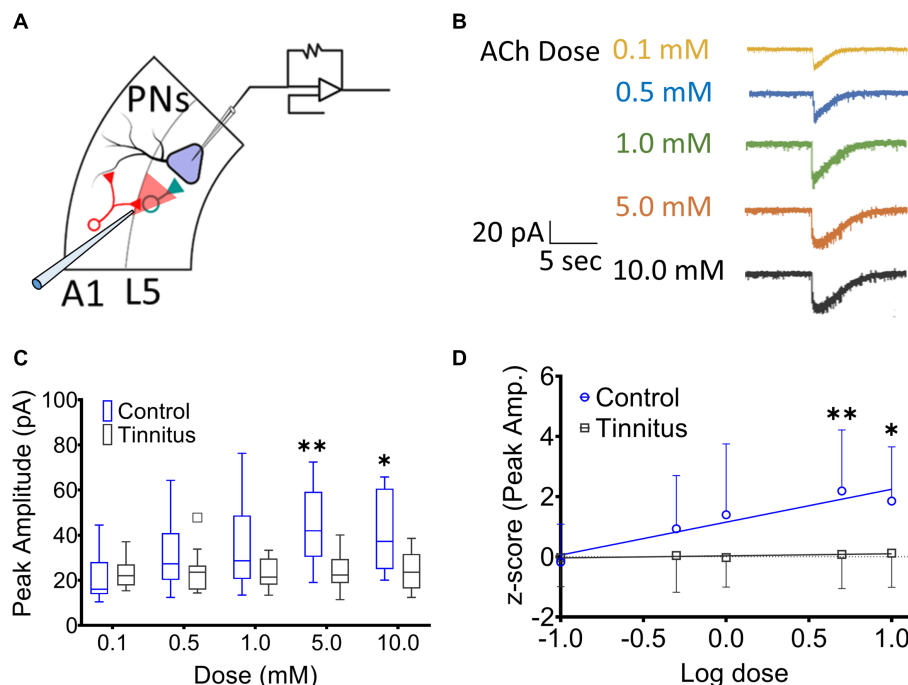 A
PNs
A1 L5
B
ACh Dose 0.1 mM
0.5 mM
1.0 mM
5.0 mM
10.0 mM
20 pA
5 sec
C
Peak Amplitude (pA)
100
80
60
40
20
0
Control
Tinnitus
**
*
0.1 0.5 1.0 5.0 10.0
Dose (mM)
D
z-score (Peak Amp.)
6
4
2
0
-2
Control
Tinnitus
**
*
-1.0 -0.5 0.0 0.5 1.0
Log dose